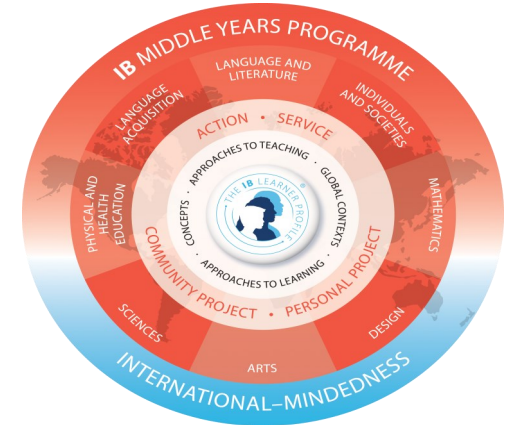 IB MIDDLE YEARS PROGRAMME
LANGUAGE AND
LITERATURE
INDIVIDUALS
AND SOCIETIES
MATHEMATICS
DESIGN
ARTS
SCIENCES
PHYSICAL AND
HEALTH
EDUCATION
LANGUAGE
ACQUISITION
ACTION • SERVICE
PERSONAL PROJECT
COMMUNITY PROJECT •
APPROACHES TO TEACHING ·
GLOBAL CONTEXTS ·
APPROACHES TO LEARNING ·
CONCEPTS ·
THE IB LEARNER PROFILE
®
INTERNATIONAL–MINDEDNESS